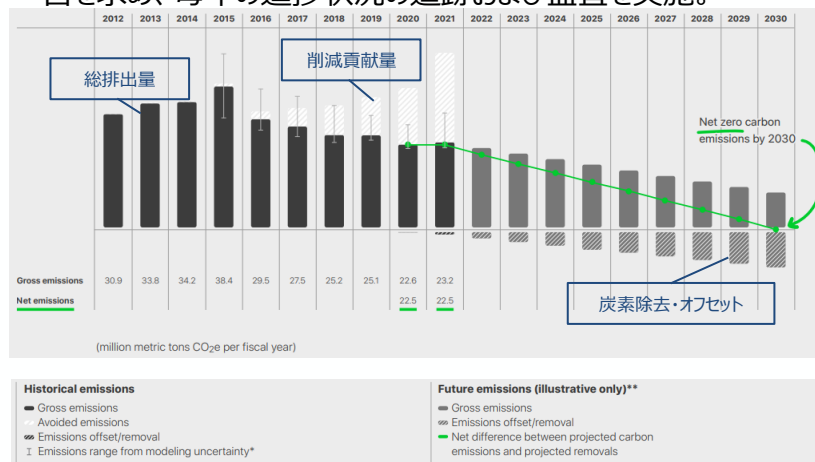 2012 2013 2014 2015 2016 2017 2018 2019 2020 2021 2022 2023 2024 2025 2026 2027 2028 2029 2030
総排出量
削減貢献量
Net zero carbon
emissions by 2030
Gross emissions 30.9 33.8 34.2 38.4 29.5 27.5 25.2 25.1 22.6 23.2
Net emissions 22.5 22.5
炭素除去・オフセット
(million metric tons CO₂e per fiscal year)
Historical emissions
Gross emissions
Avoided emissions
Emissions offset/removal
Emissions range from modeling uncertainty*
Future emissions (illustrative only)**
Gross emissions
Emissions offset/removal
Net difference between projected carbon
emissions and projected removals